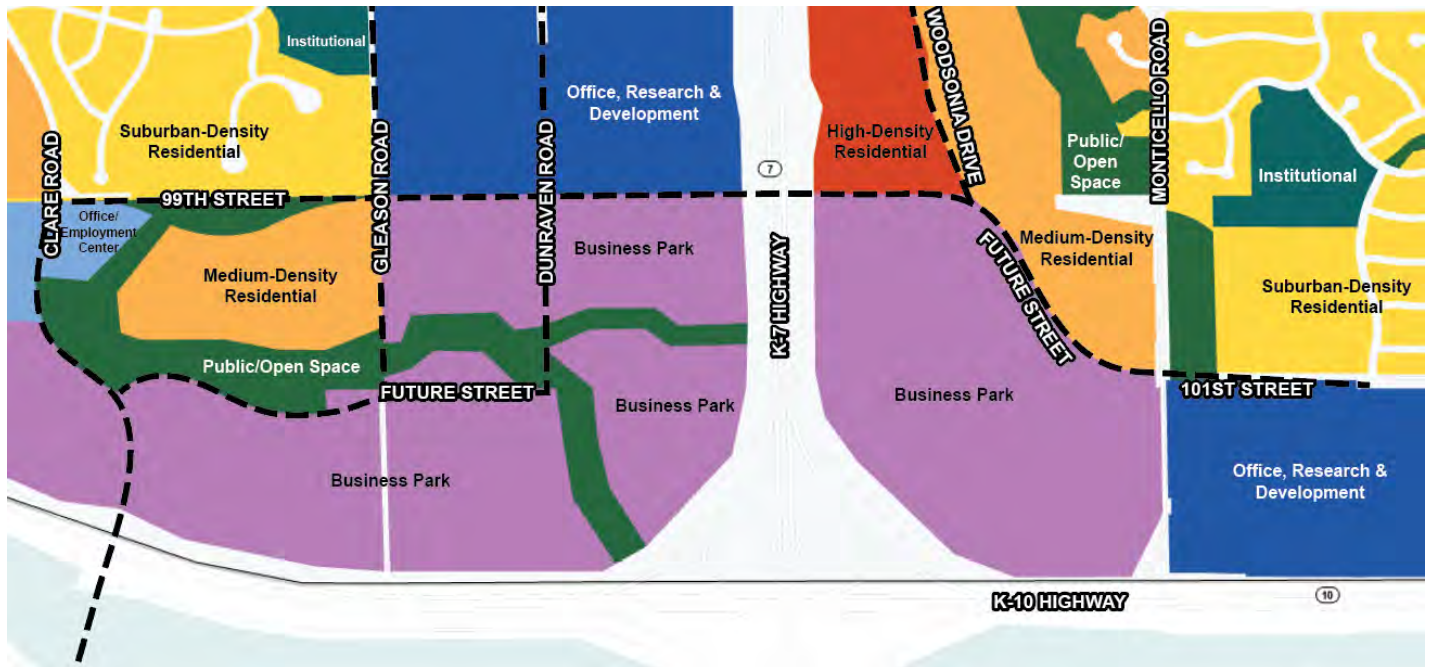 Institutional
Office, Research &
Development
Suburban-Density
Residential
High-Density
Residential
WOODSONIA DRIVE
Public/
Open
Space
MONTICELLO ROAD
Institutional
7
CLARE ROAD
99TH STREET
GLEASON ROAD
DUNRAVEN ROAD
Office/
Employment
Center
Medium-Density
Residential
Business Park
K-7 HIGHWAY
FUTURE STREET
Medium-Density
Residential
Suburban-Density
Residential
Public/Open Space
FUTURE STREET
Business Park
Business Park
101ST STREET
Business Park
Office, Research &
Development
K-10 HIGHWAY
10